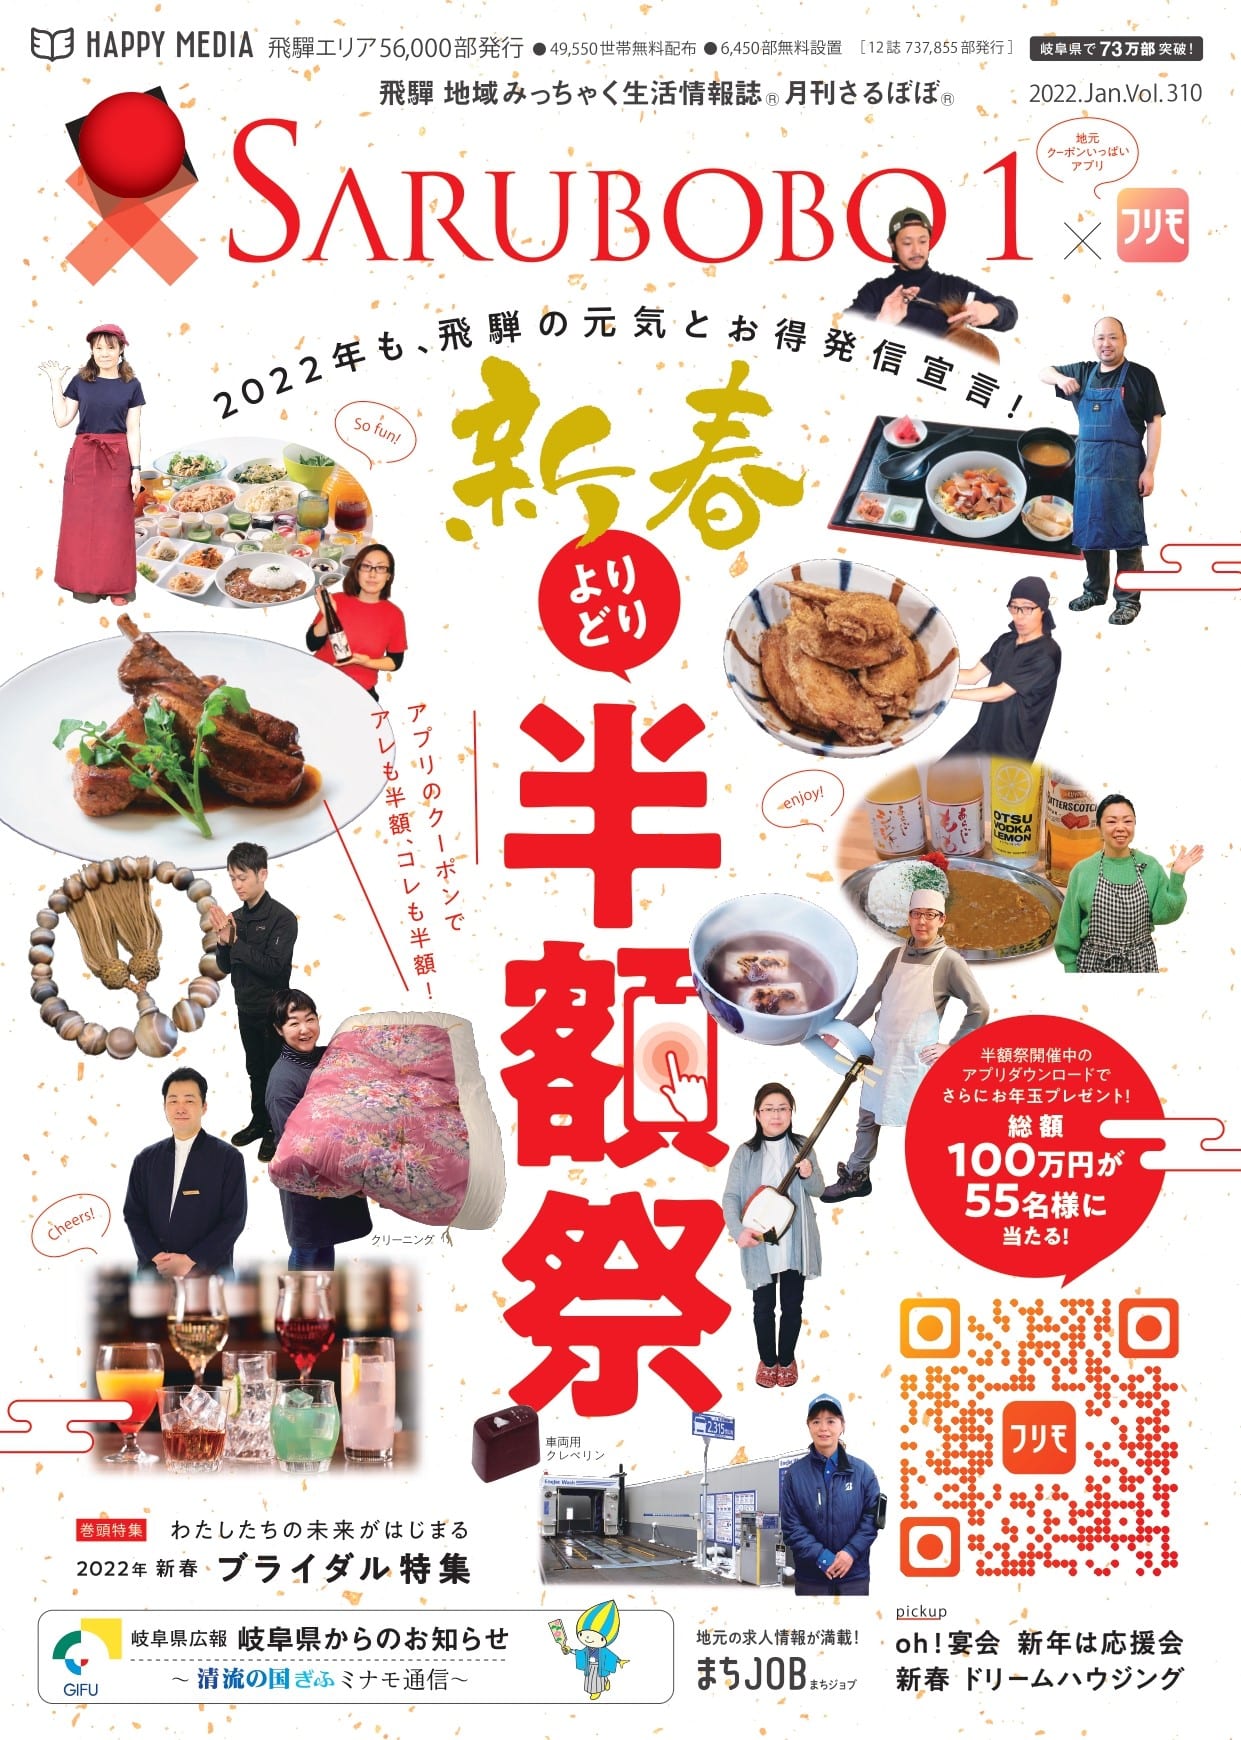 HAPPY MEDIA 飛驒エリア56,000部発行 ●49,550世帯無料配布 ●6,450部無料設置 [12誌 737,855部発行] 岐阜県で73万部突破!
飛驒 地域みっちゃく生活情報誌® 月刊さるぼぼ®
2022.Jan.Vol.310
SARUBOBO 1
地元
クーポンいっぱい
アプリ
×
フリモ
2022年も、飛騨の元気とお得発信宣言!
So fun!
新春
よりどり
半額祭
アプリのクーポンで
アレも半額、コレも半額!
enjoy!
あらごし
もも
OTSU
VODKA
LEMON
BUTTERSCOTCH
半額祭開催中の
アプリダウンロードで
さらにお年玉プレゼント!
総額
100万円が
55名様に
当たる!
Cheers!
クリーニング
車両用
クレベリン
2,315
Eagle Wash
フリモ
巻頭特集 わたしたちの未来がはじまる
2022年 新春 ブライダル特集
GIFU
岐阜県広報 岐阜県からのお知らせ
～清流の国ぎふ ミナモ通信～
地元の求人情報が満載!
まちJOB まちジョブ
pickup
oh!宴会 新年は応援会
新春 ドリームハウジング